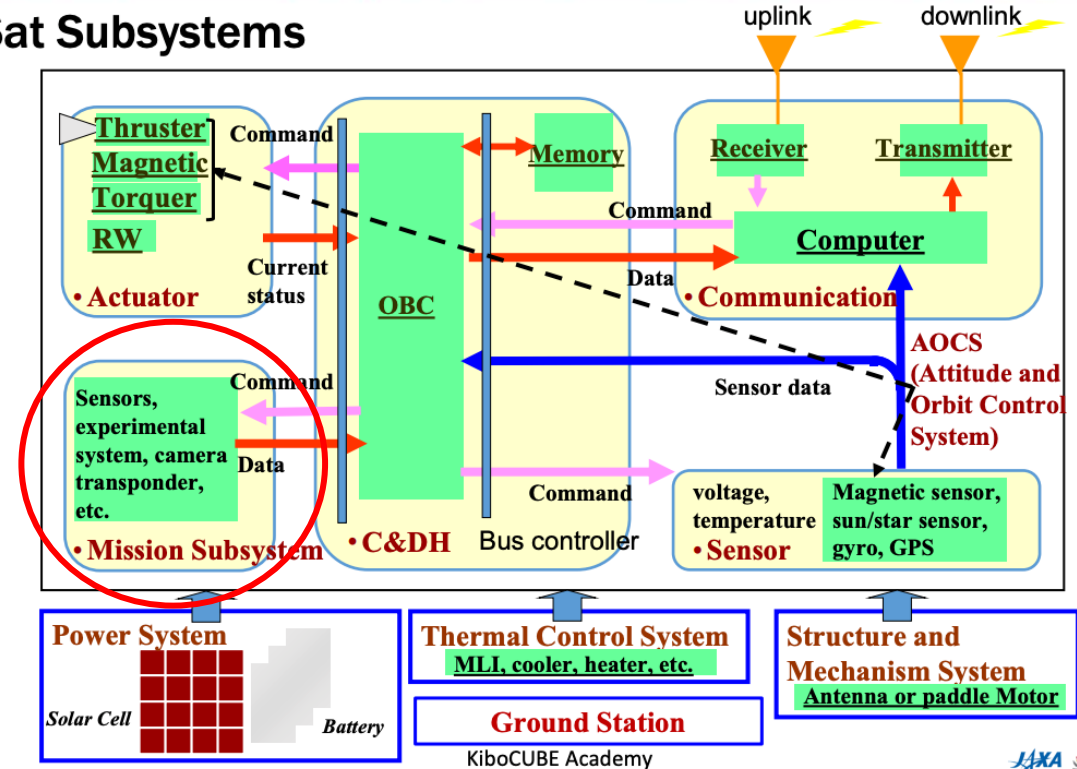 Sat Subsystems
uplink
downlink
Thruster
Magnetic
Torquer
RW
• Actuator
Command
Current
status
OBC
Memory
Command
Data
Receiver
Transmitter
Computer
• Communication
Sensors,
experimental
system, camera
transponder,
etc.
• Mission Subsystem
Command
Data
• C&DH
Bus controller
Sensor data
Command
AOCS
(Attitude and
Orbit Control
System)
voltage,
temperature
• Sensor
Magnetic sensor,
sun/star sensor,
gyro, GPS
Power System
Solar Cell
Battery
Thermal Control System
MLI, cooler, heater, etc.
Structure and
Mechanism System
Antenna or paddle Motor
Ground Station
KiboCUBE Academy
JAXA